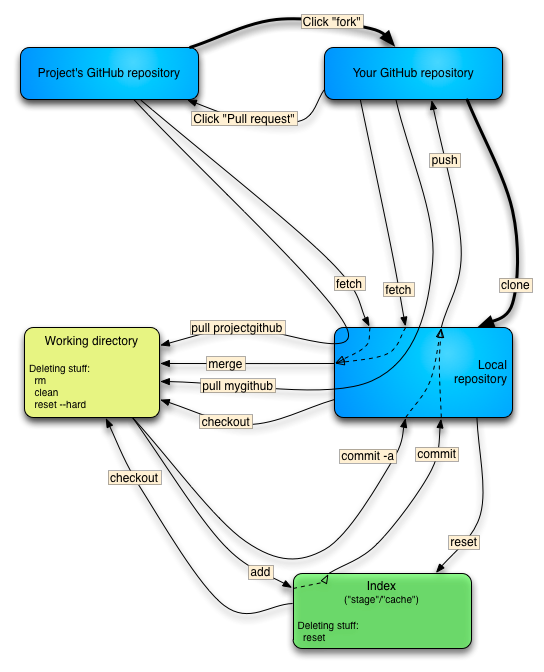 Click "fork"
Project's GitHub repository
Your GitHub repository
Click "Pull request"
push
fetch
fetch
clone
pull projectgithub
Working directory
merge
Local
repository
Deleting stuff:
rm
clean
reset --hard
pull mygithub
checkout
commit -a
commit
checkout
reset
add
Index
("stage"/"cache")
Deleting stuff:
reset